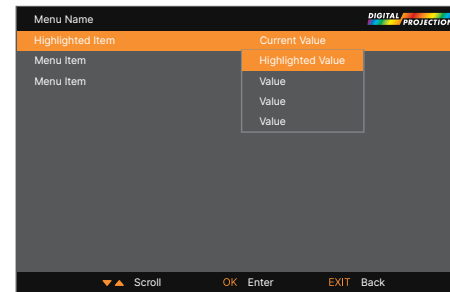 Menu Name
DIGITAL PROJECTION
Highlighted Item Current Value
Menu Item Highlighted Value
Menu Item Value
Value
Value
Scroll OK Enter EXIT Back